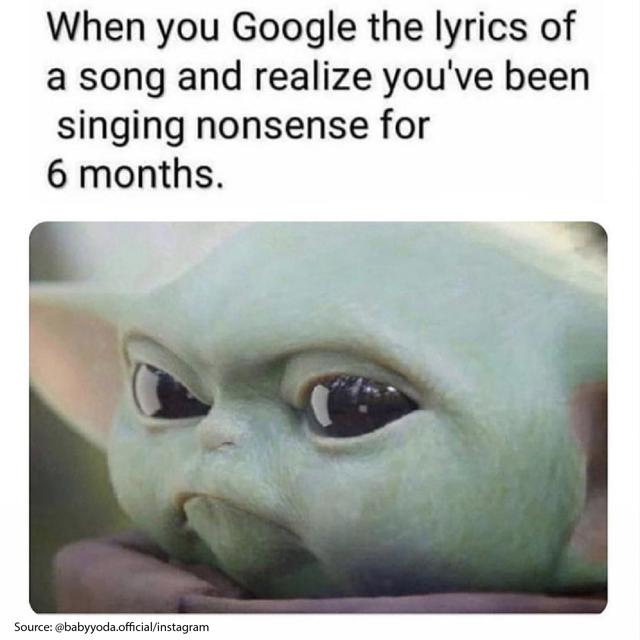 When you Google the lyrics of
a song and realize you've been
singing nonsense for
6 months.
Source: @babyyoda.official/instagram